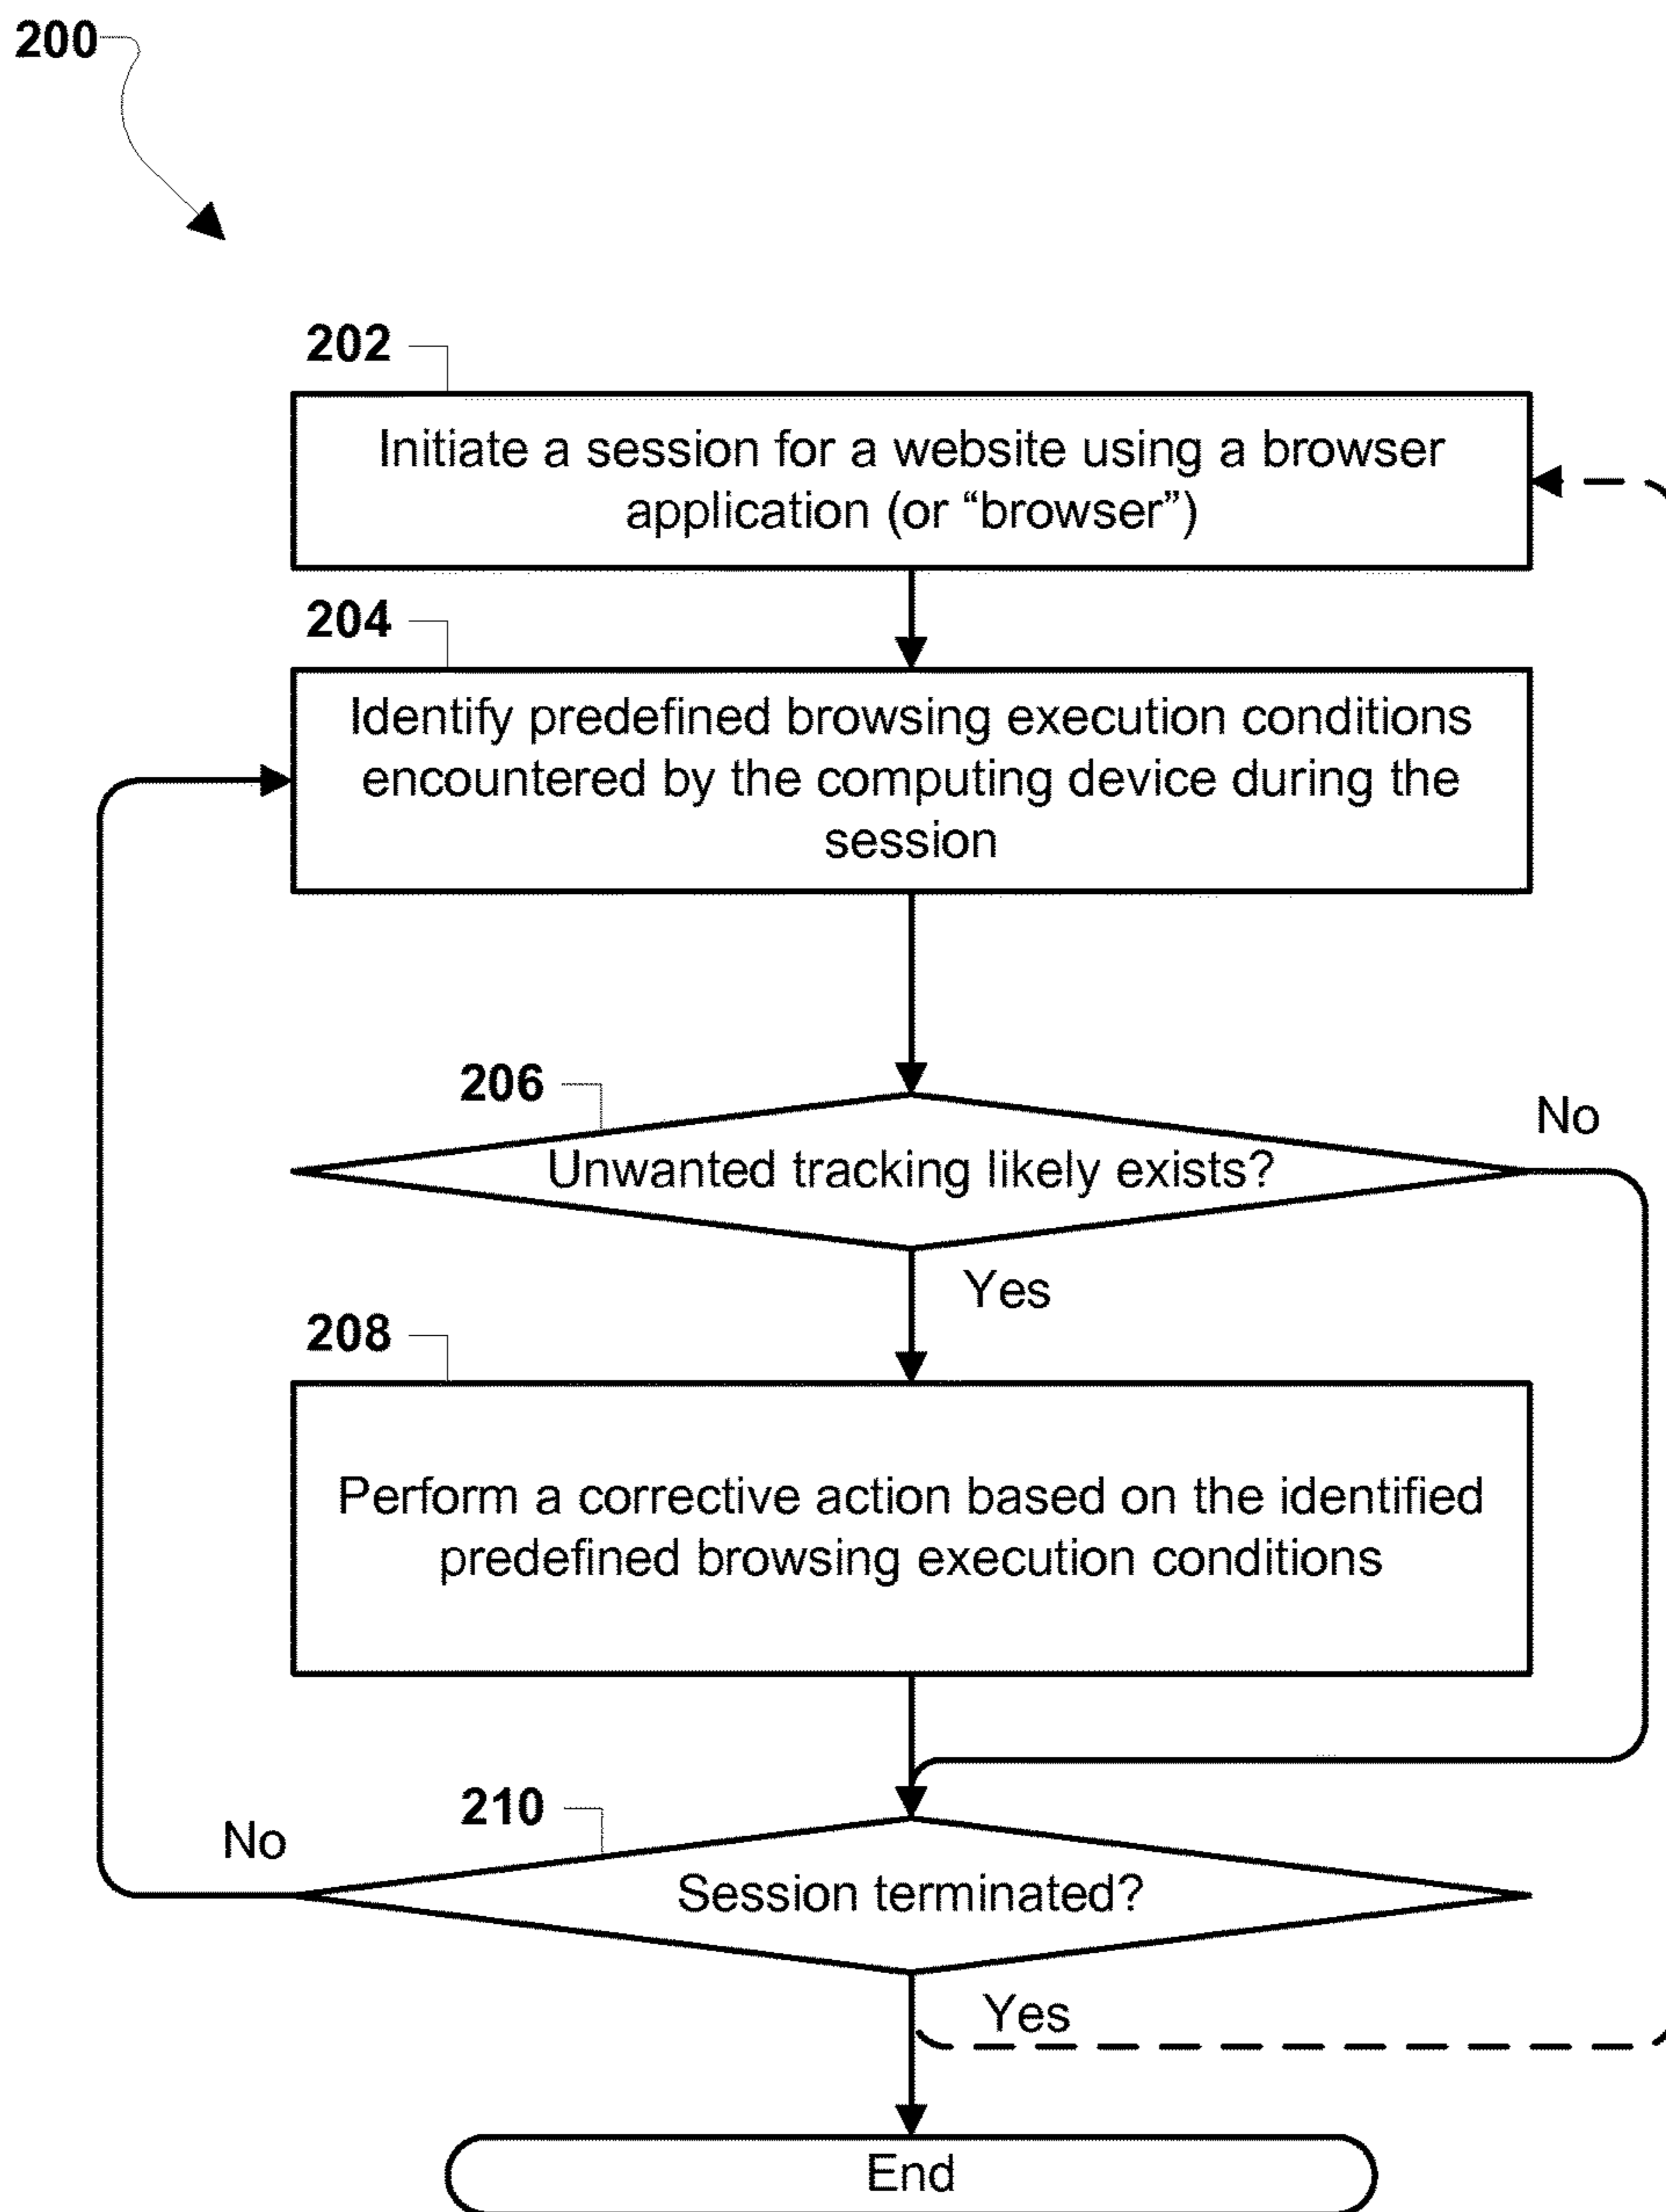 200
202
Initiate a session for a website using a browser
application (or “browser”)
204
Identify predefined browsing execution conditions
encountered by the computing device during the
session
206
No
Unwanted tracking likely exists?
Yes
208
Perform a corrective action based on the identified
predefined browsing execution conditions
210
No
Session terminated?
Yes
End